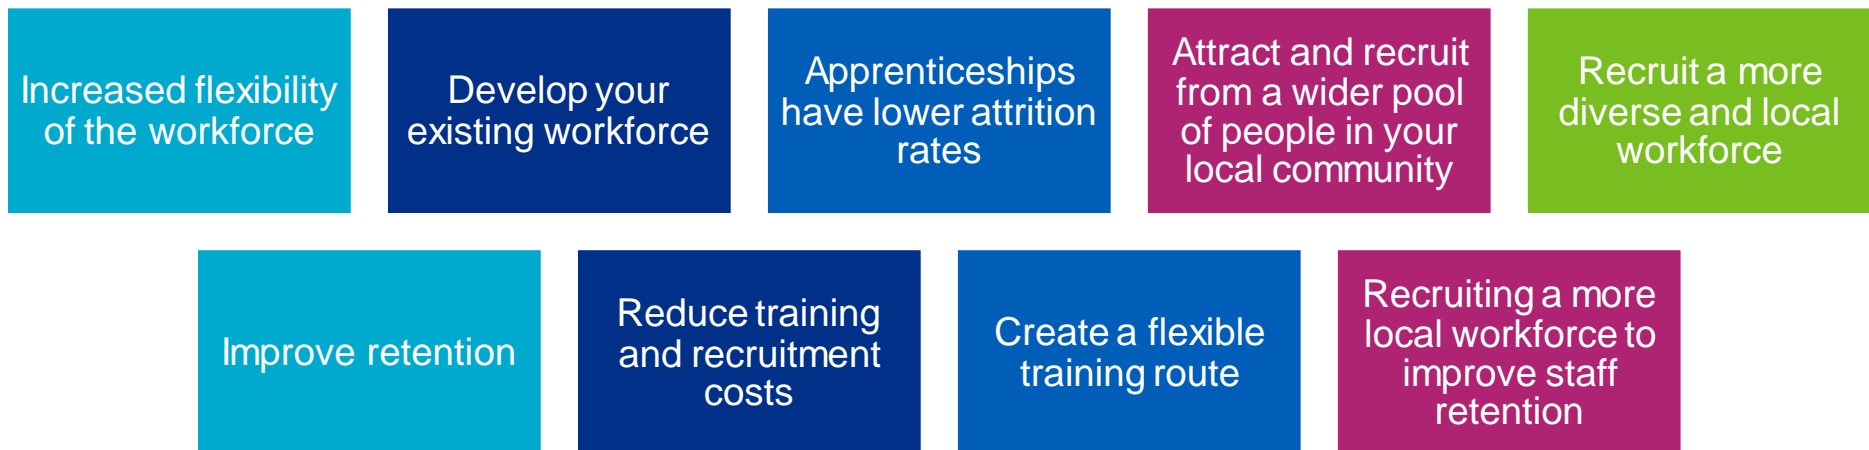 Increased flexibility
of the workforce
Develop your
existing workforce
Apprenticeships
have lower attrition
rates
Attract and recruit
from a wider pool
of people in your
local community
Recruit a more
diverse and local
workforce
Improve retention
Reduce training
and recruitment
costs
Create a flexible
training route
Recruiting a more
local workforce to
improve staff
retention